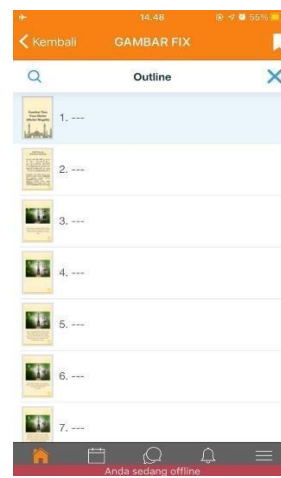 14.48
55%
Kembali
GAMBAR FIX
Outline
1. ---
2. ---
3. ---
4. ---
5. ---
6. ---
7. ---
Anda sedang offline